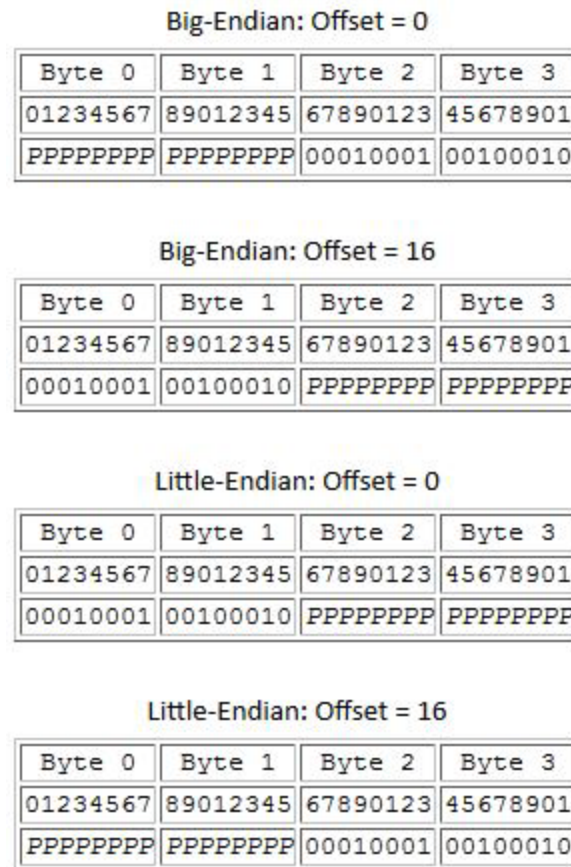 Big-Endian: Offset = 0
Byte 0 Byte 1 Byte 2 Byte 3
01234567 89012345 67890123 45678901
PPPPPPPP PPPPPPPP 00010001 00100010
Big-Endian: Offset = 16
Byte 0 Byte 1 Byte 2 Byte 3
01234567 89012345 67890123 45678901
00010001 00100010 PPPPPPPP PPPPPPPP
Little-Endian: Offset = 0
Byte 0 Byte 1 Byte 2 Byte 3
01234567 89012345 67890123 45678901
00010001 00100010 PPPPPPPP PPPPPPPP
Little-Endian: Offset = 16
Byte 0 Byte 1 Byte 2 Byte 3
01234567 89012345 67890123 45678901
PPPPPPPP PPPPPPPP 00010001 00100010